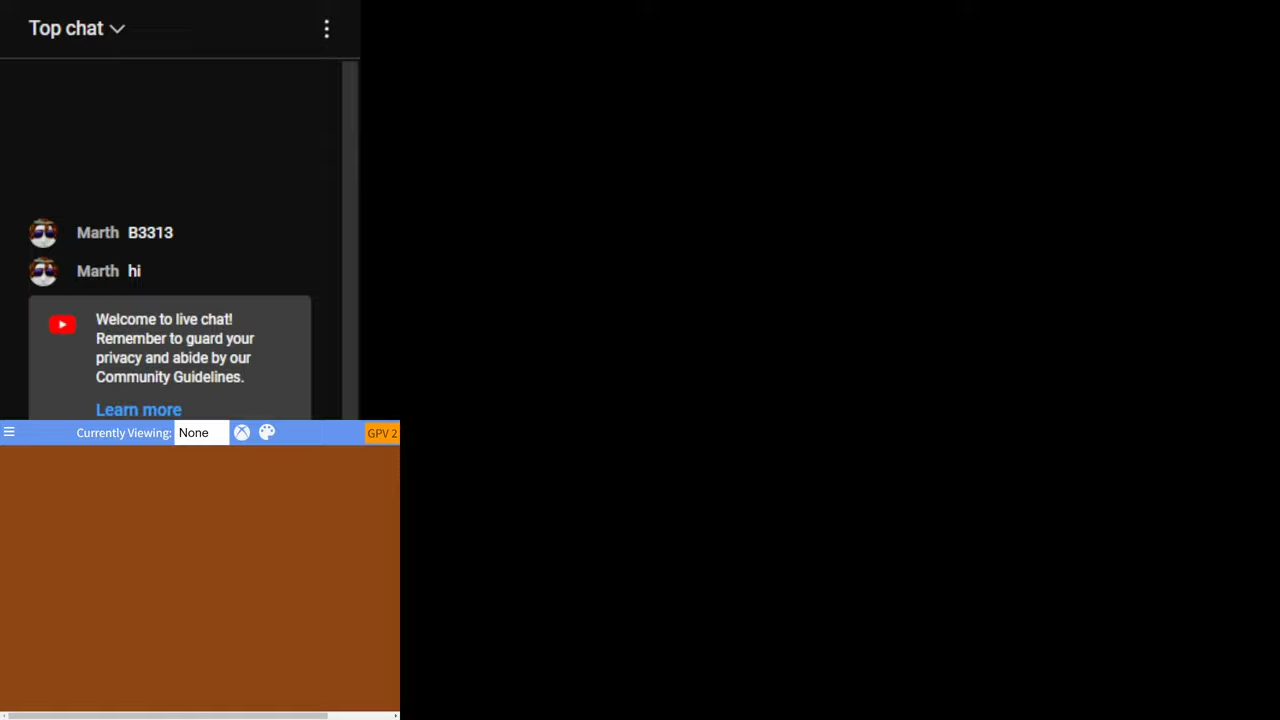 Top chat
Marth B3313
Marth hi
Welcome to live chat!
Remember to guard your
privacy and abide by our
Community Guidelines.
Learn more
Currently Viewing: None
GPV 2